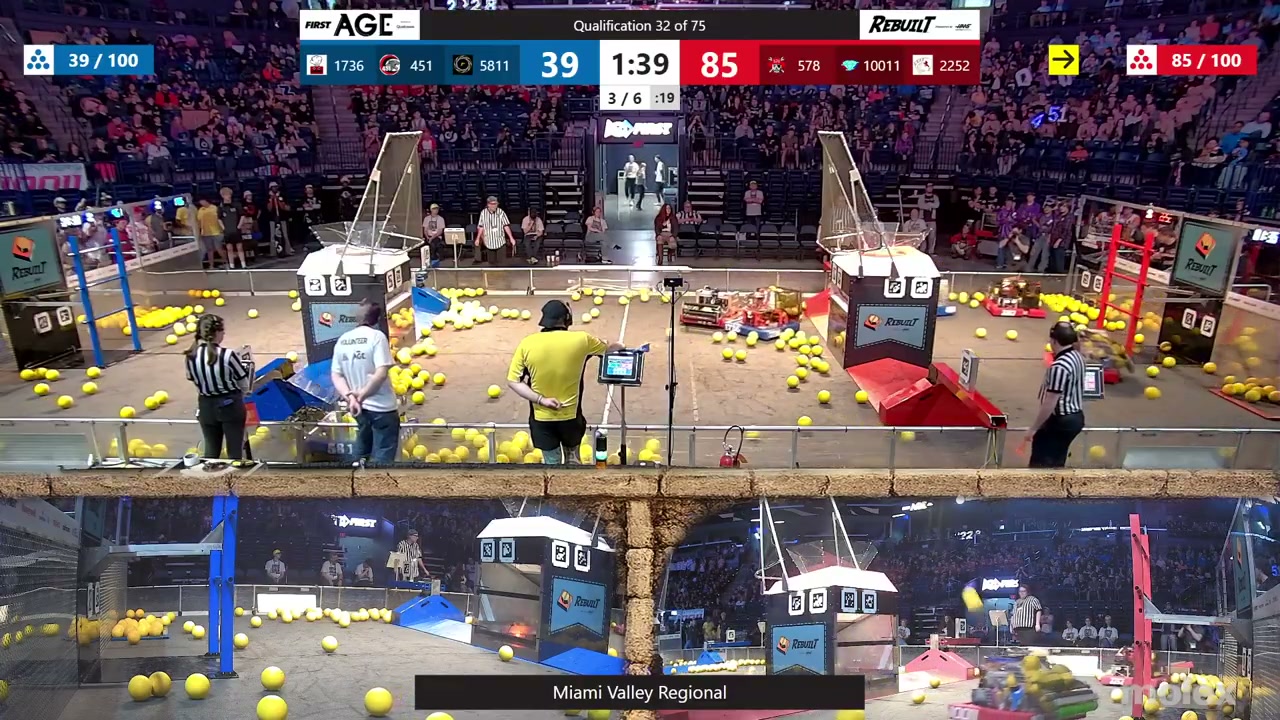 FIRST AGE
Qualification 32 of 75
REBUILT
39 / 100
1736 451 5811 39 1:39 85 578 10011 2252
85 / 100
3 / 6 :19
FIRST
REBUILT
REBUILT
REBUILT
REBUILT
VOLUNTEER
REBUILT
REBUILT
Miami Valley Regional